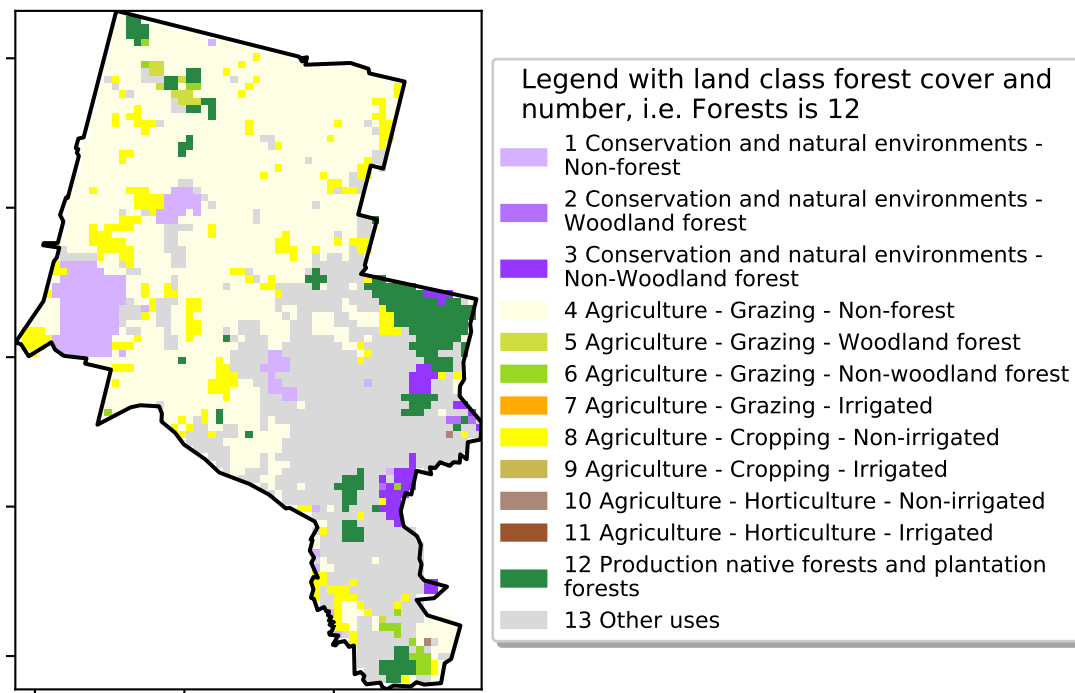 Legend with land class forest cover and
number, i.e. Forests is 12
1 Conservation and natural environments -
Non-forest
2 Conservation and natural environments -
Woodland forest
3 Conservation and natural environments -
Non-Woodland forest
4 Agriculture - Grazing - Non-forest
5 Agriculture - Grazing - Woodland forest
6 Agriculture - Grazing - Non-woodland forest
7 Agriculture - Grazing - Irrigated
8 Agriculture - Cropping - Non-irrigated
9 Agriculture - Cropping - Irrigated
10 Agriculture - Horticulture - Non-irrigated
11 Agriculture - Horticulture - Irrigated
12 Production native forests and plantation
forests
13 Other uses